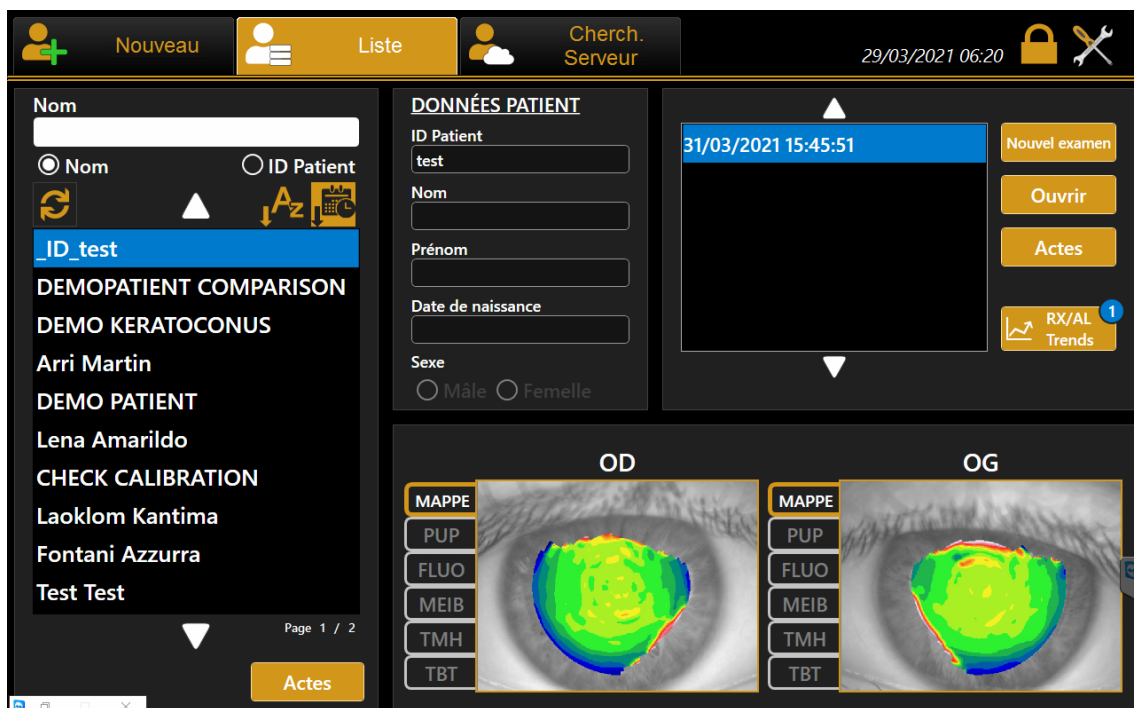 Nouveau
Liste
Cherch.
Serveur
29/03/2021 06:20
Nom
Nom
ID Patient
Az
_ID_test
DEMOPATIENT COMPARISON
DEMO KERATOCONUS
Arri Martin
DEMO PATIENT
Lena Amarildo
CHECK CALIBRATION
Laoklom Kantima
Fontani Azzurra
Test Test
Page 1 / 2
Actes
DONNÉES PATIENT
ID Patient
test
Nom
Prénom
Date de naissance
Sexe
Mâle
Femelle
31/03/2021 15:45:51
Nouvel examen
Ouvrir
Actes
RX/AL
Trends
1
OD
MAPPE
PUP
FLUO
MEIB
TMH
TBT
OG
MAPPE
PUP
FLUO
MEIB
TMH
TBT